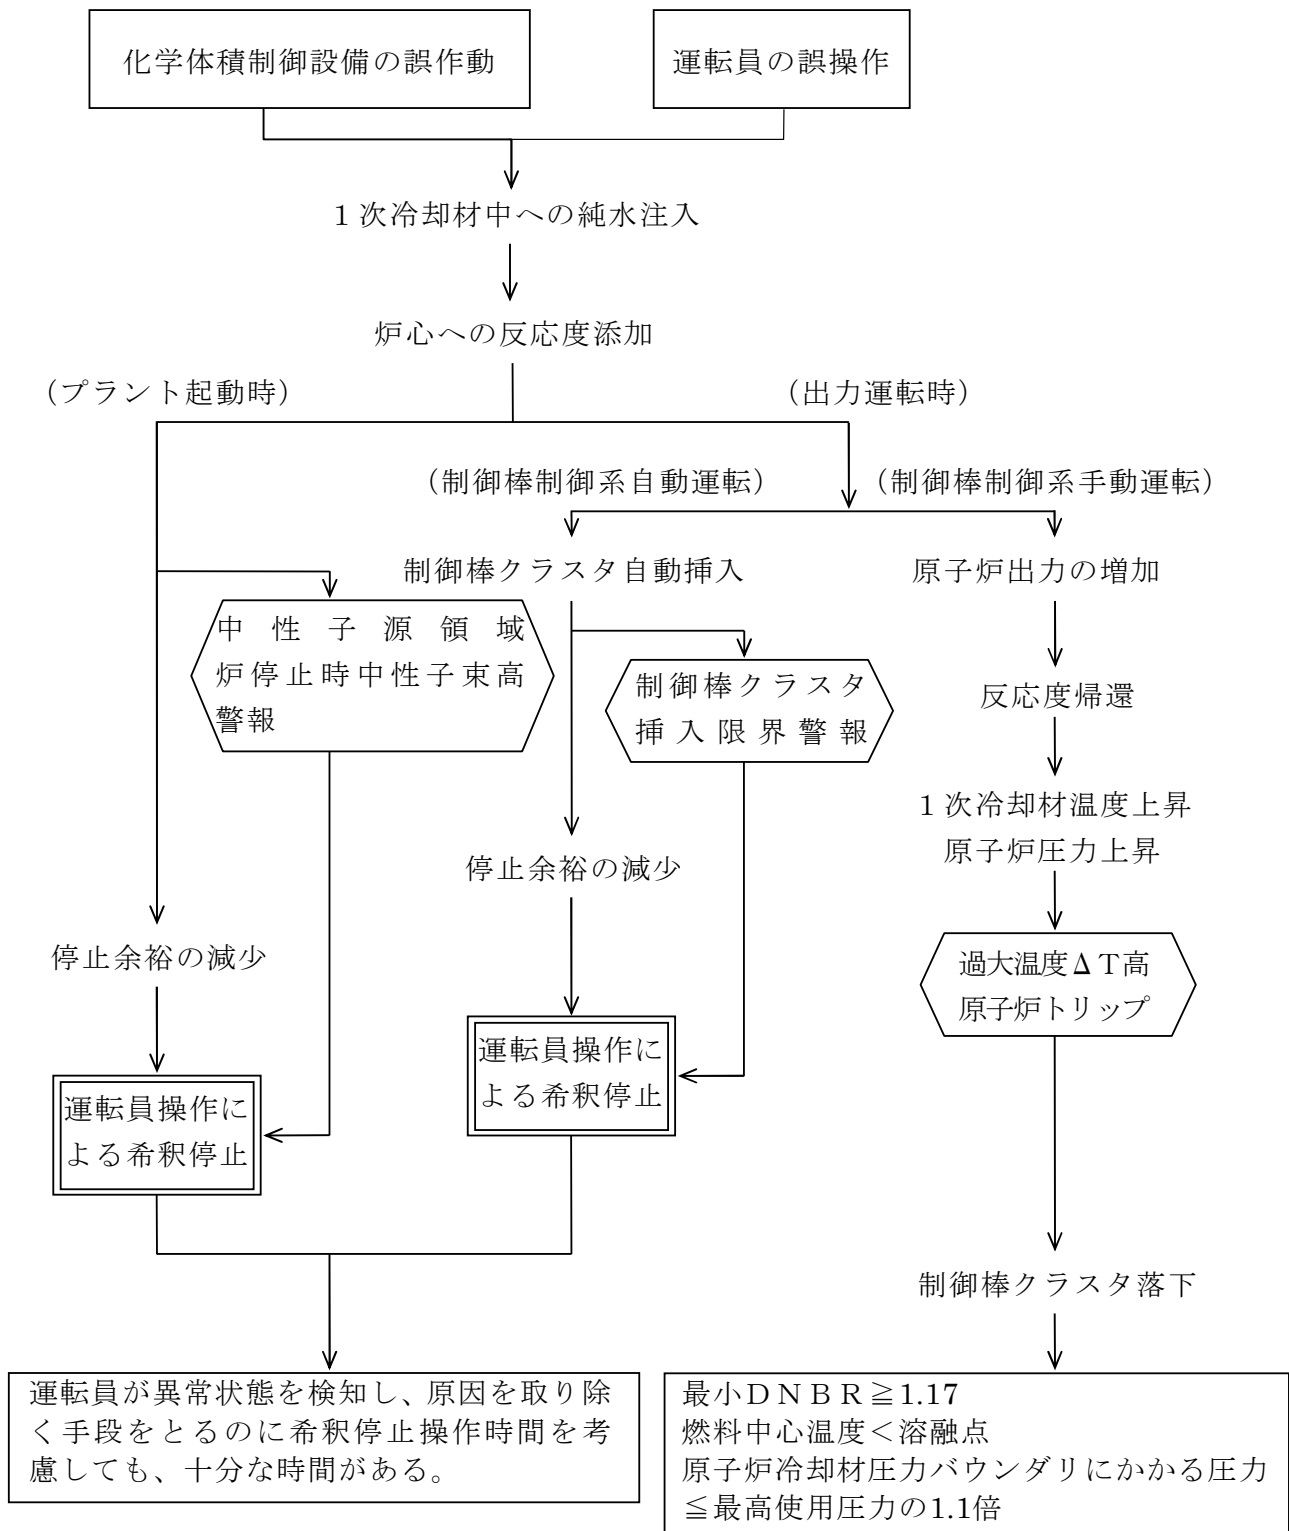 化学体積制御設備の誤作動
運転員の誤操作
1次冷却材中への純水注入
炉心への反応度添加
(プラント起動時)
(出力運転時)
(制御棒制御系自動運転)
(制御棒制御系手動運転)
制御棒クラスタ自動挿入
原子炉出力の増加
中性子源領域
炉停止時中性子束高
警報
制御棒クラスタ
挿入限界警報
反応度帰還
1次冷却材温度上昇
原子炉圧力上昇
停止余裕の減少
停止余裕の減少
過大温度ΔT高
原子炉トリップ
運転員操作に
よる希釈停止
運転員操作に
よる希釈停止
制御棒クラスタ落下
運転員が異常状態を検知し、原因を取り除
く手段をとるのに希釈停止操作時間を考
慮しても、十分な時間がある。
最小DNBR≧1.17
燃料中心温度<溶融点
原子炉冷却材圧力バウンダリにかかる圧力
≦最高使用圧力の1.1倍